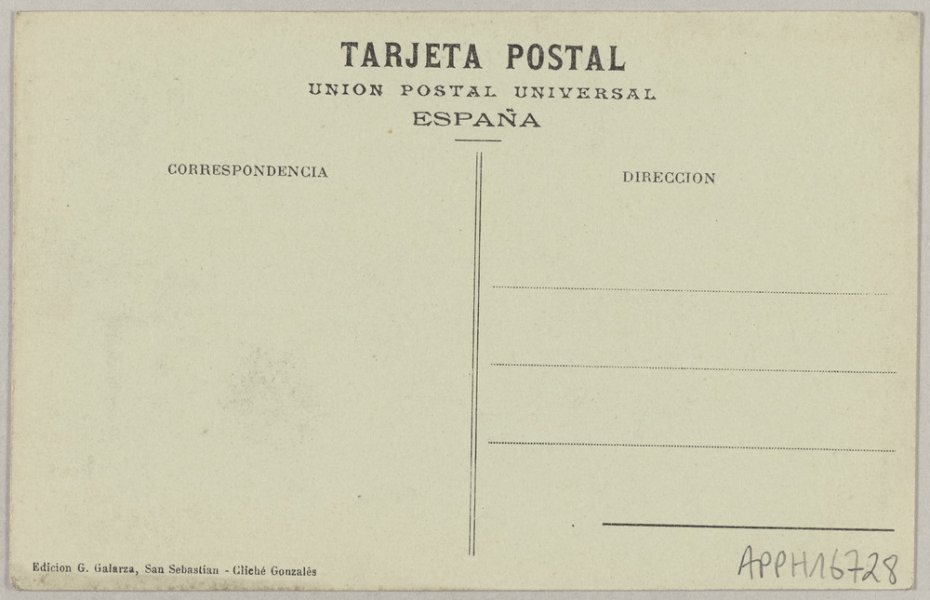 TARJETA POSTAL
UNION POSTAL UNIVERSAL
ESPAÑA
CORRESPONDENCIA
DIRECCION
Edicion G. Galarza, San Sebastian - Cliché Gonzalès
APPH16728